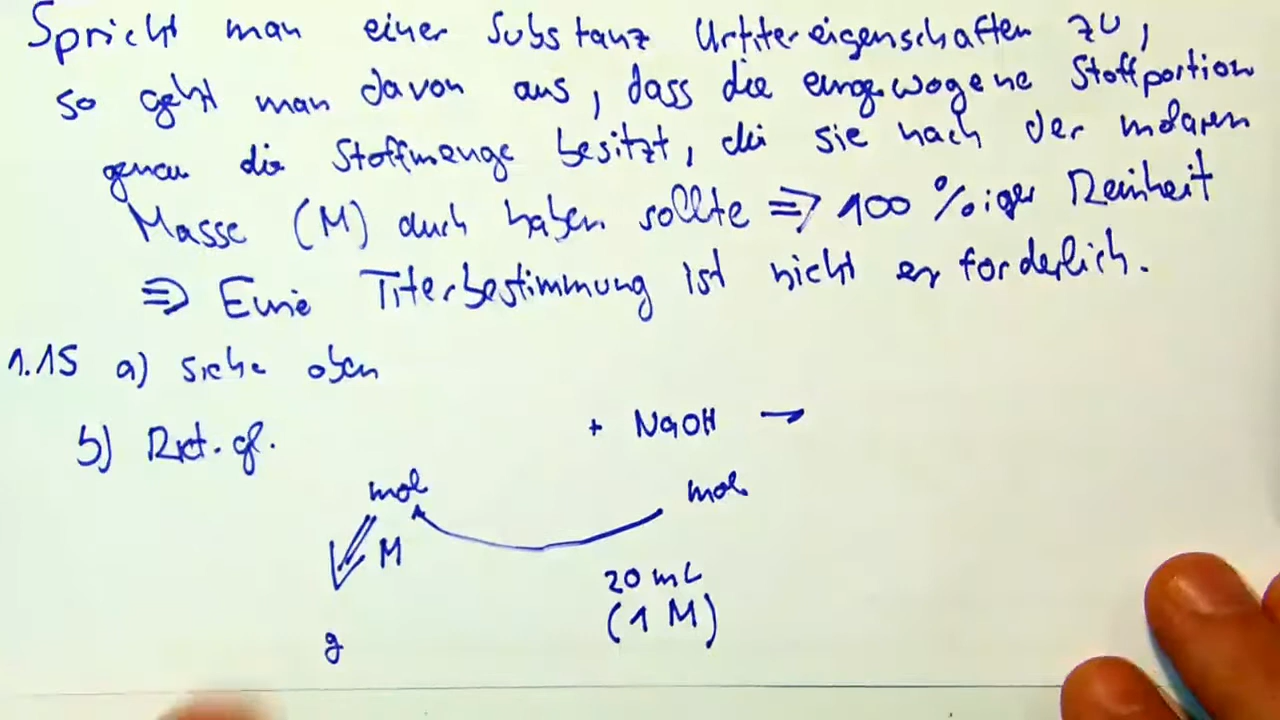 Spricht man einer Substanz Urtitereigenschaften zu,
so geht man davon aus, dass die eingewogene Stoffportion
genau die Stoffmenge besitzt, die sie nach der molaren
Masse (M) auch haben sollte => 100 %iger Reinheit
=> Eine Titerbestimmung ist nicht erforderlich.
1.15 a) siehe oben
b) Rkt. gl. + NaOH →
mol mol
M
20 mL
g (1 M)